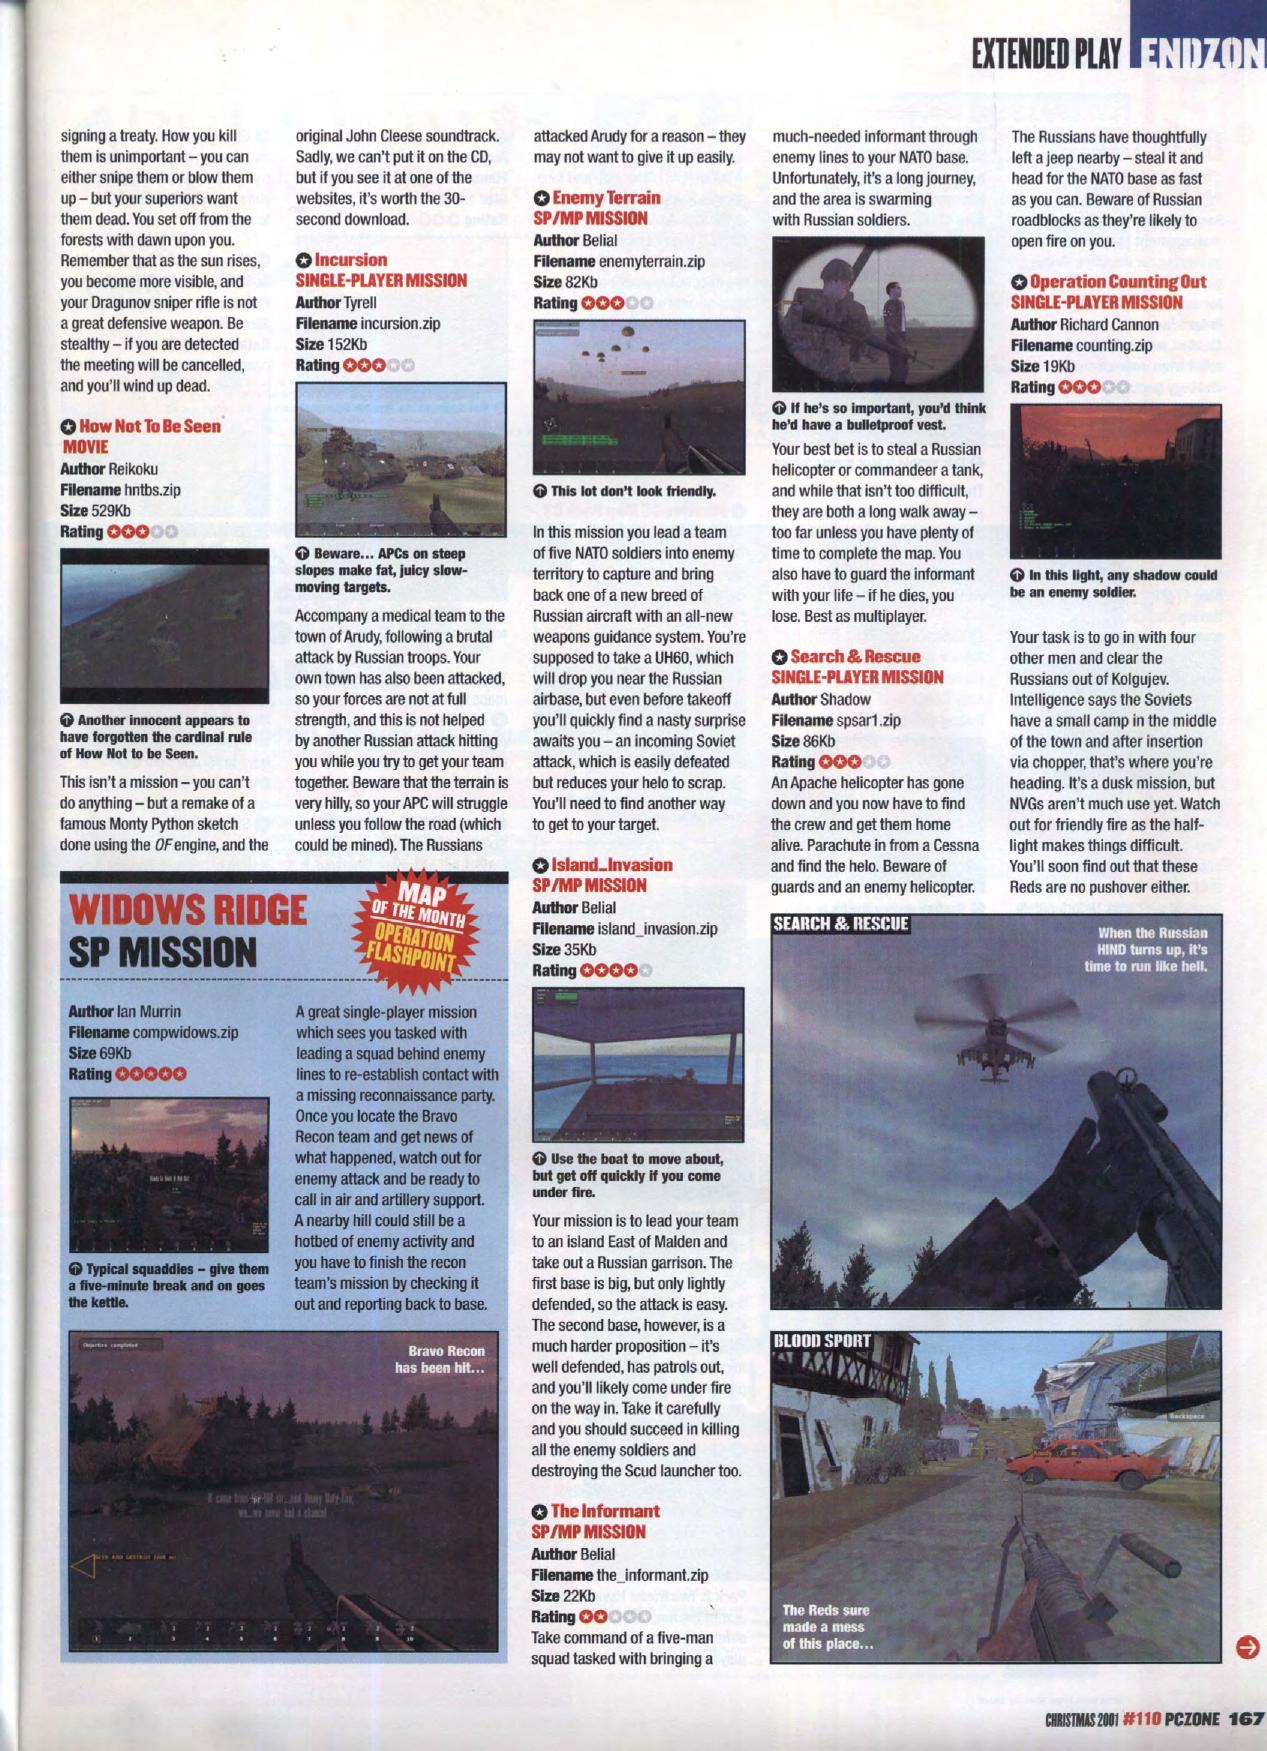 EXTENDED PLAY ENDZON
signing a treaty. How you kill
them is unimportant – you can
either snipe them or blow them
up – but your superiors want
them dead. You set off from the
forests with dawn upon you.
Remember that as the sun rises,
you become more visible, and
your Dragunov sniper rifle is not
a great defensive weapon. Be
stealthy – if you are detected
the meeting will be cancelled,
and you'll wind up dead.
How Not To Be Seen
MOVIE
Author Reikoku
Filename hntbs.zip
Size 529Kb
Rating
Another innocent appears to
have forgotten the cardinal rule
of How Not to be Seen.
This isn't a mission – you can't
do anything – but a remake of a
famous Monty Python sketch
done using the OF engine, and the
original John Cleese soundtrack.
Sadly, we can't put it on the CD,
but if you see it at one of the
websites, it's worth the 30-
second download.
Incursion
SINGLE-PLAYER MISSION
Author Tyrell
Filename incursion.zip
Size 152Kb
Rating
Beware... APCs on steep
slopes make fat, juicy slow-
moving targets.
Accompany a medical team to the
town of Arudy, following a brutal
attack by Russian troops. Your
own town has also been attacked,
so your forces are not at full
strength, and this is not helped
by another Russian attack hitting
you while you try to get your team
together. Beware that the terrain is
very hilly, so your APC will struggle
unless you follow the road (which
could be mined). The Russians
attacked Arudy for a reason – they
may not want to give it up easily.
Enemy Terrain
SP/MP MISSION
Author Belial
Filename enemyterrain.zip
Size 82Kb
Rating
This lot don't look friendly.
In this mission you lead a team
of five NATO soldiers into enemy
territory to capture and bring
back one of a new breed of
Russian aircraft with an all-new
weapons guidance system. You're
supposed to take a UH60, which
will drop you near the Russian
airbase, but even before takeoff
you'll quickly find a nasty surprise
awaits you – an incoming Soviet
attack, which is easily defeated
but reduces your helo to scrap.
You'll need to find another way
to get to your target.
Island_Invasion
SP/MP MISSION
Author Belial
Filename island_invasion.zip
Size 35Kb
Rating
Use the boat to move about,
but get off quickly if you come
under fire.
Your mission is to lead your team
to an island East of Malden and
take out a Russian garrison. The
first base is big, but only lightly
defended, so the attack is easy.
The second base, however, is a
much harder proposition – it's
well defended, has patrols out,
and you'll likely come under fire
on the way in. Take it carefully
and you should succeed in killing
all the enemy soldiers and
destroying the Scud launcher too.
The Informant
SP/MP MISSION
Author Belial
Filename the_informant.zip
Size 22Kb
Rating
Take command of a five-man
squad tasked with bringing a
much-needed informant through
enemy lines to your NATO base.
Unfortunately, it's a long journey,
and the area is swarming
with Russian soldiers.
If he's so important, you'd think
he'd have a bulletproof vest.
Your best bet is to steal a Russian
helicopter or commandeer a tank,
and while that isn't too difficult,
they are both a long walk away –
too far unless you have plenty of
time to complete the map. You
also have to guard the informant
with your life – if he dies, you
lose. Best as multiplayer.
Search & Rescue
SINGLE-PLAYER MISSION
Author Shadow
Filename spsar1.zip
Size 86Kb
Rating
An Apache helicopter has gone
down and you now have to find
the crew and get them home
alive. Parachute in from a Cessna
and find the helo. Beware of
guards and an enemy helicopter.
The Russians have thoughtfully
left a jeep nearby – steal it and
head for the NATO base as fast
as you can. Beware of Russian
roadblocks as they're likely to
open fire on you.
Operation Counting Out
SINGLE-PLAYER MISSION
Author Richard Cannon
Filename counting.zip
Size 19Kb
Rating
In this light, any shadow could
be an enemy soldier.
Your task is to go in with four
other men and clear the
Russians out of Kolgujev.
Intelligence says the Soviets
have a small camp in the middle
of the town and after insertion
via chopper, that's where you're
heading. It's a dusk mission, but
NVGs aren't much use yet. Watch
out for friendly fire as the half-
light makes things difficult.
You'll soon find out that these
Reds are no pushover either.
WIDOWS RIDGE
SP MISSION
MAP
OF THE MONTH
OPERATION
FLASHPOINT
Author Ian Murrin
Filename compwidows.zip
Size 69Kb
Rating
Typical squaddies – give them
a five-minute break and on goes
the kettle.
A great single-player mission
which sees you tasked with
leading a squad behind enemy
lines to re-establish contact with
a missing reconnaissance party.
Once you locate the Bravo
Recon team and get news of
what happened, watch out for
enemy attack and be ready to
call in air and artillery support.
A nearby hill could still be a
hotbed of enemy activity and
you have to finish the recon
team's mission by checking it
out and reporting back to base.
Objective completed
Bravo Recon
has been hit...
SEARCH & RESCUE
When the Russian
HIND turns up, it's
time to run like hell.
BLOOD SPORT
Backspace
The Reds sure
made a mess
of this place...
CHRISTMAS 2001 #110 PCZONE 167